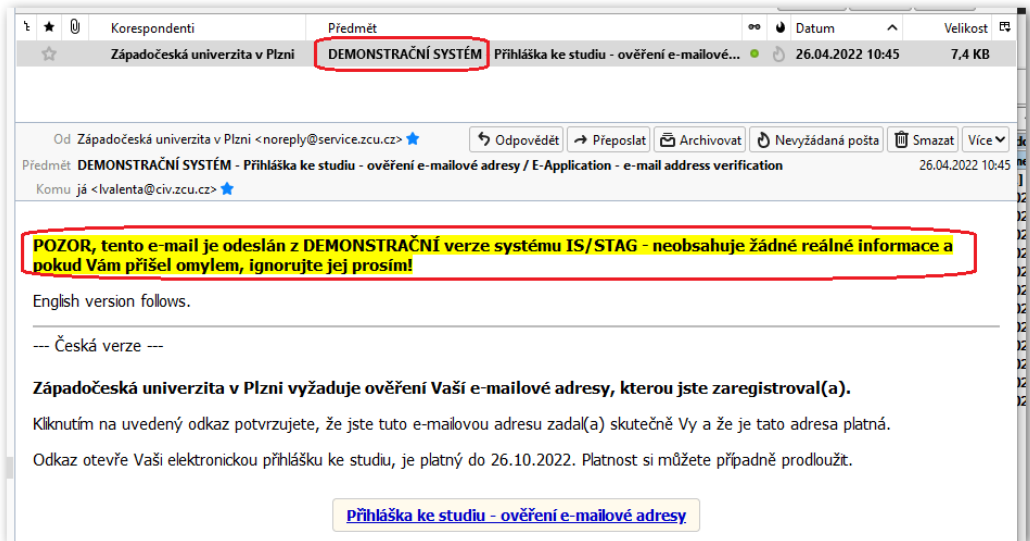 Korespondenti Předmět Datum Velikost
Západočeská univerzita v Plzni DEMONSTRAČNÍ SYSTÉM Přihláška ke studiu - ověření e-mailové... 26.04.2022 10:45 7,4 KB
Od Západočeská univerzita v Plzni <noreply@service.zcu.cz> Odpovědět Přeposlat Archivovat Nevyžádaná pošta Smazat Více
Předmět DEMONSTRAČNÍ SYSTÉM - Přihláška ke studiu - ověření e-mailové adresy / E-Application - e-mail address verification 26.04.2022 10:45
Komu já <lvalenta@civ.zcu.cz>
POZOR, tento e-mail je odeslán z DEMONSTRAČNÍ verze systému IS/STAG - neobsahuje žádné reálné informace a
pokud Vám přišel omylem, ignorujte jej prosím!
English version follows.
--- Česká verze ---
Západočeská univerzita v Plzni vyžaduje ověření Vaší e-mailové adresy, kterou jste zaregistroval(a).
Kliknutím na uvedený odkaz potvrzujete, že jste tuto e-mailovou adresu zadal(a) skutečně Vy a že je tato adresa platná.
Odkaz otevře Vaši elektronickou přihlášku ke studiu, je platný do 26.10.2022. Platnost si můžete případně prodloužit.
Přihláška ke studiu - ověření e-mailové adresy